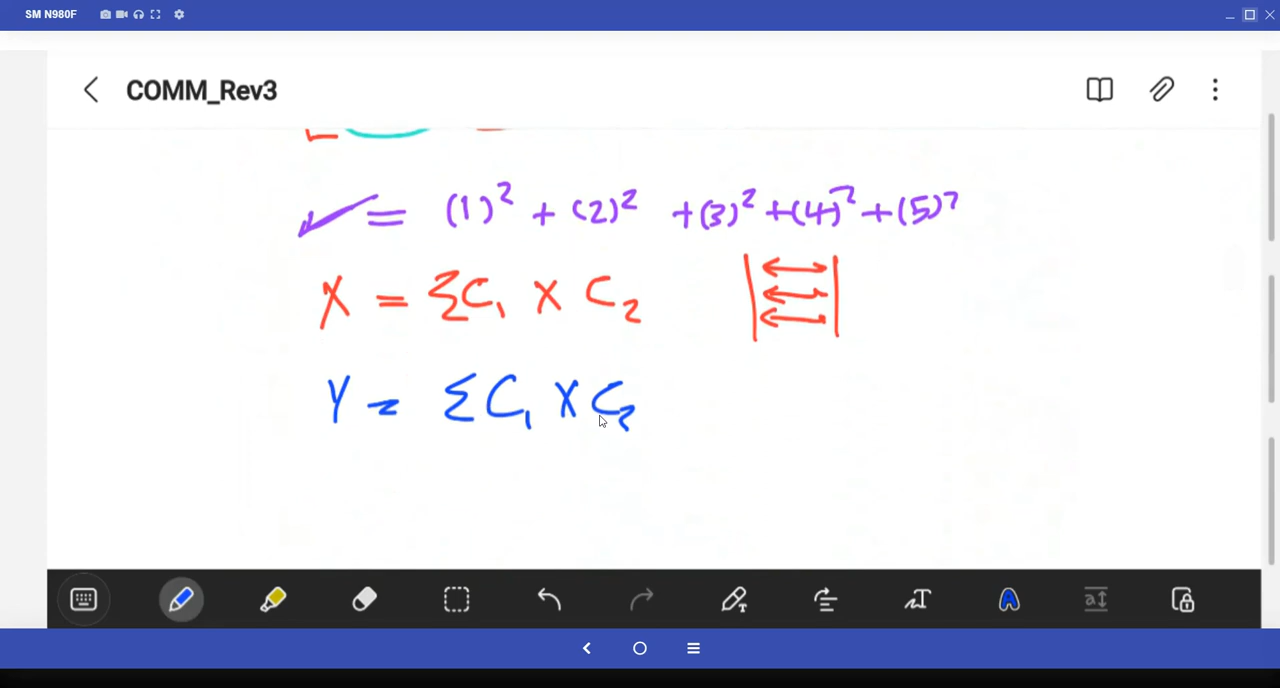 SM N980F
COMM_Rev3
= (1)² + (2)² +(3)² +(4)² +(5)²
X = ΣC₁ X C₂
Y = ΣC₁ X C₂